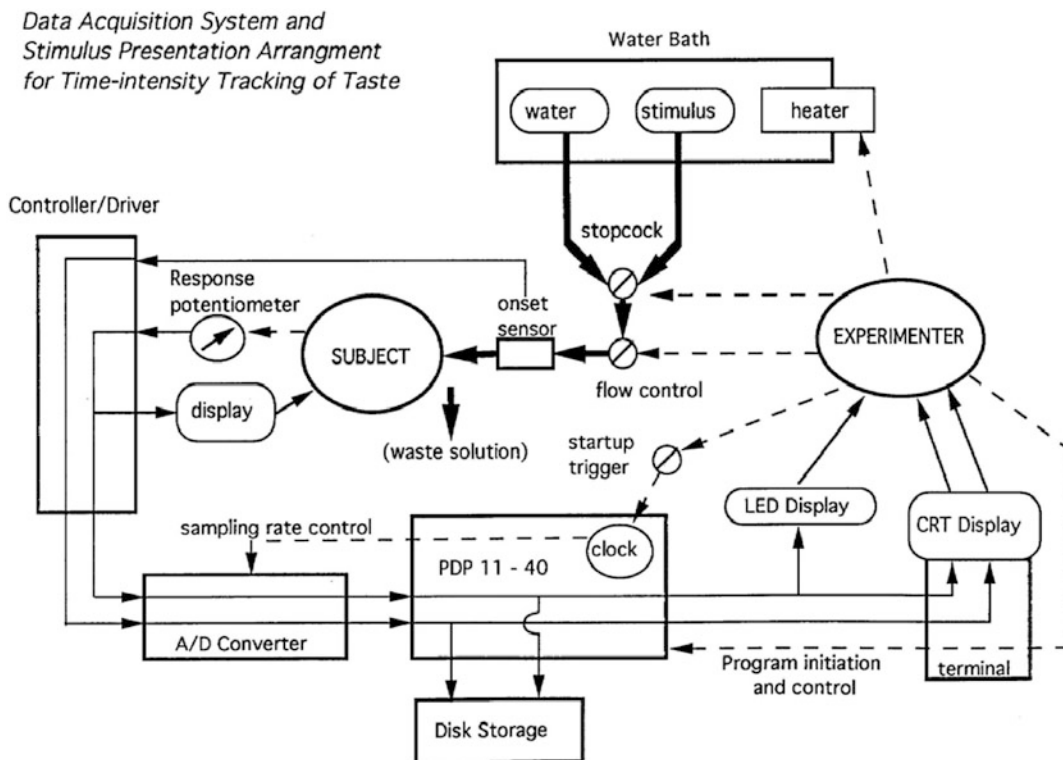 Data Acquisition System and
Stimulus Presentation Arrangment
for Time-intensity Tracking of Taste
Water Bath
water
stimulus
heater
Controller/Driver
stopcock
Response
potentiometer
onset
sensor
SUBJECT
EXPERIMENTER
flow control
display
(waste solution)
startup
trigger
LED Display
CRT Display
sampling rate control
clock
PDP 11 - 40
A/D Converter
Program initiation
and control
terminal
Disk Storage